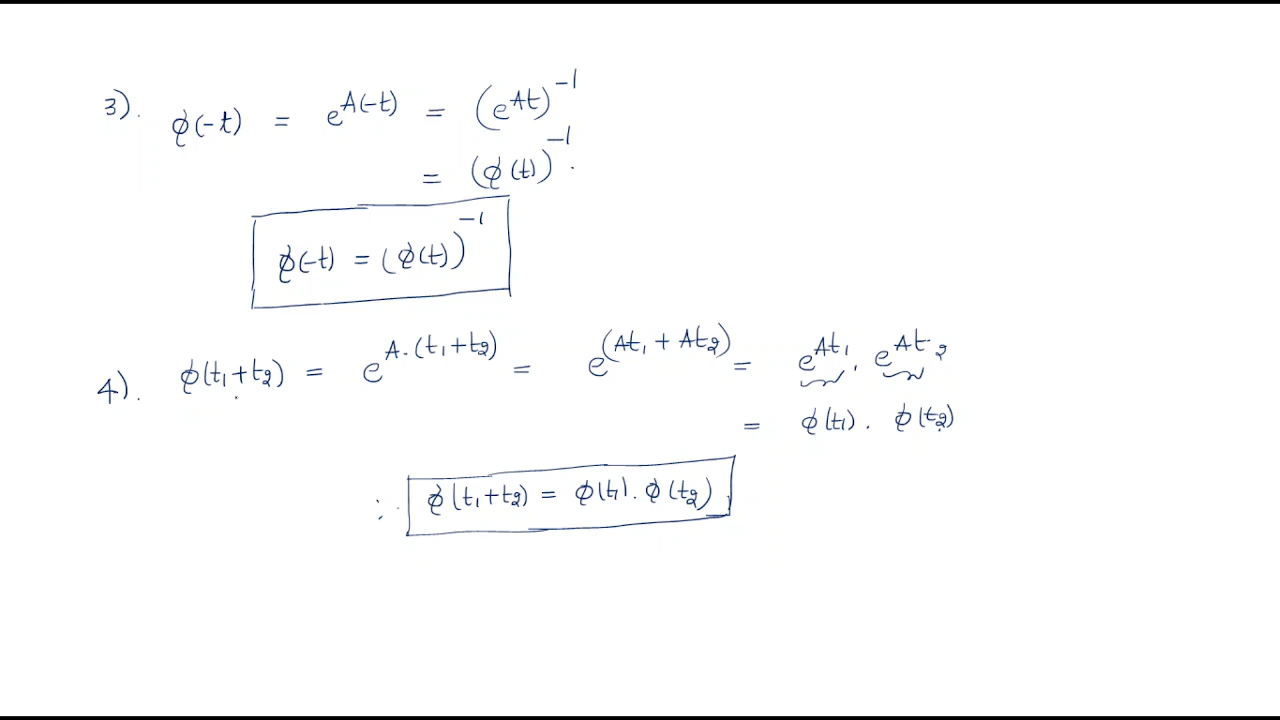 3). ϕ(-t) = e^{A(-t)} = (e^{At})^{-1}
= (ϕ(t))^{-1}.
ϕ(-t) = (ϕ(t))^{-1}
4). ϕ(t₁+t₂) = e^{A.(t₁+t₂)} = e^{(At₁ + At₂)} = e^{At₁} . e^{At₂}
= ϕ(t₁) . ϕ(t₂)
∴ ϕ(t₁+t₂) = ϕ(t₁) . ϕ(t₂)